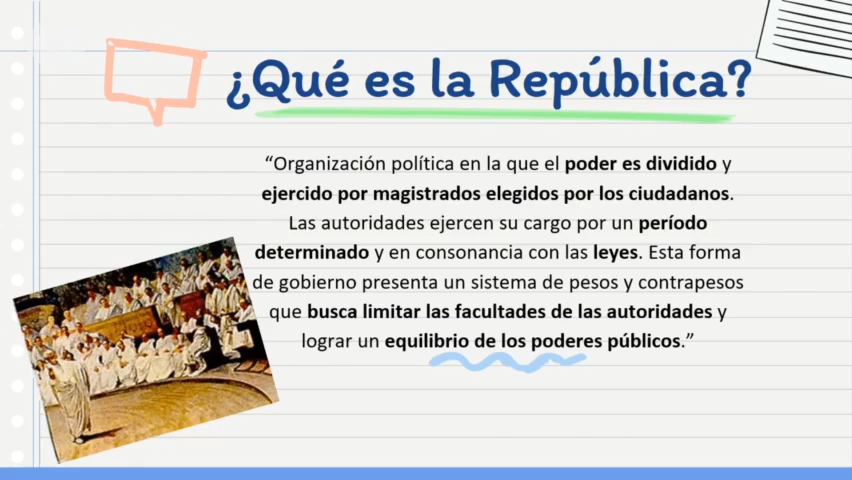 ¿Qué es la República?
“Organización política en la que el poder es dividido y
ejercido por magistrados elegidos por los ciudadanos.
Las autoridades ejercen su cargo por un período
determinado y en consonancia con las leyes. Esta forma
de gobierno presenta un sistema de pesos y contrapesos
que busca limitar las facultades de las autoridades y
lograr un equilibrio de los poderes públicos.”